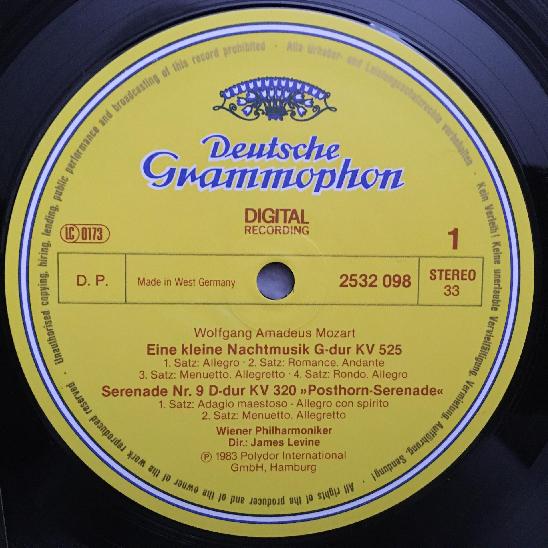 Unauthorised copying, hiring, lending, public performance and broadcasting of this record prohibited · Alle Urheber- und Leistungsschutzrechte vorbehalten · Kein Verleih! Keine unerlaubte Vervielfältigung, Vermietung, Aufführung, Sendung!
Deutsche
Grammophon
DIGITAL
RECORDING
LC 0173
1
D. P.
Made in West Germany
2532 098
STEREO
33
Wolfgang Amadeus Mozart
Eine kleine Nachtmusik G-dur KV 525
1. Satz: Allegro · 2. Satz: Romance. Andante
3. Satz: Menuetto. Allegretto · 4. Satz: Rondo. Allegro
Serenade Nr. 9 D-dur KV 320 »Posthorn-Serenade«
1. Satz: Adagio maestoso - Allegro con spirito
2. Satz: Menuetto. Allegretto
Wiener Philharmoniker
Dir.: James Levine
Ⓟ 1983 Polydor International
GmbH, Hamburg
All rights of the producer and of the owner of the work reproduced reserved